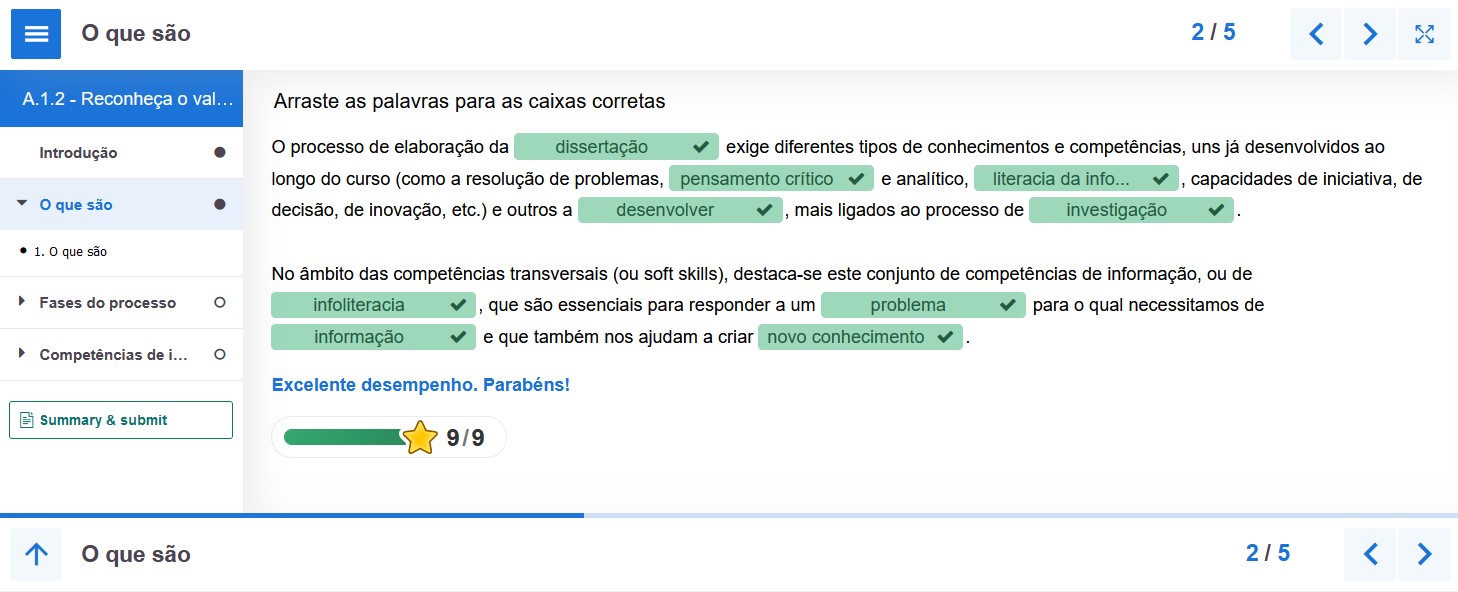 O que são
2 / 5
A.1.2 - Reconheça o val...
Introdução
O que são
1. O que são
Fases do processo
Competências de i...
Summary & submit
Arraste as palavras para as caixas corretas
O processo de elaboração da dissertação exige diferentes tipos de conhecimentos e competências, uns já desenvolvidos ao
longo do curso (como a resolução de problemas, pensamento crítico e analítico, literacia da info... , capacidades de iniciativa, de
decisão, de inovação, etc.) e outros a desenvolver , mais ligados ao processo de investigação .
No âmbito das competências transversais (ou soft skills), destaca-se este conjunto de competências de informação, ou de
infoliteracia , que são essenciais para responder a um problema para o qual necessitamos de
informação e que também nos ajudam a criar novo conhecimento .
Excelente desempenho. Parabéns!
9/9
O que são
2 / 5